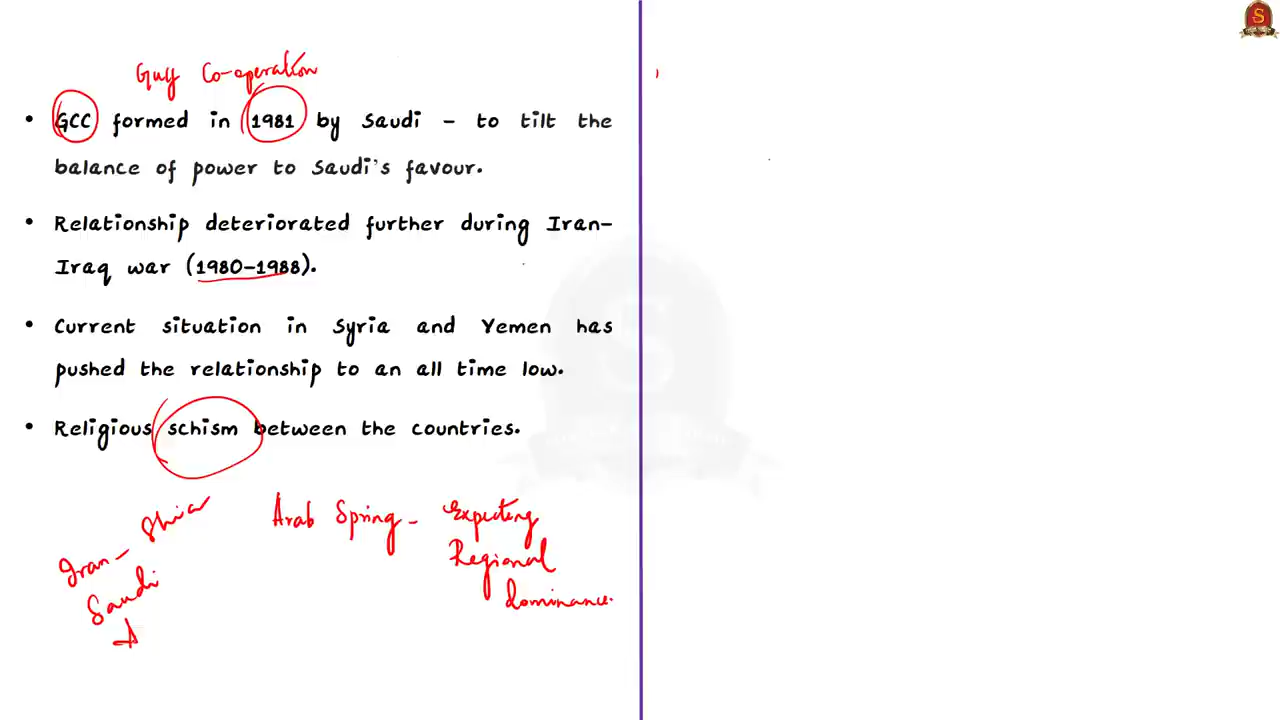 Gulf Co-operation
• GCC formed in 1981 by Saudi - to tilt the
balance of power to Saudi's favour.
• Relationship deteriorated further during Iran-
Iraq war (1980-1988).
• Current situation in Syria and Yemen has
pushed the relationship to an all time low.
• Religious schism between the countries.
Iran - Shia
Saudi
A
Arab Spring - Expecting
Regional
dominance.
S